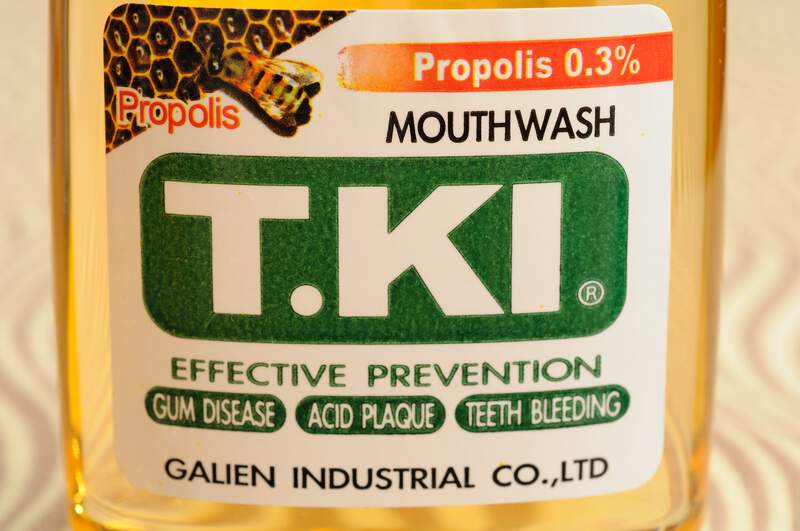 Propolis 0.3%
Propolis
MOUTHWASH
T.KI®
EFFECTIVE PREVENTION
GUM DISEASE ACID PLAQUE TEETH BLEEDING
GALIEN INDUSTRIAL CO.,LTD